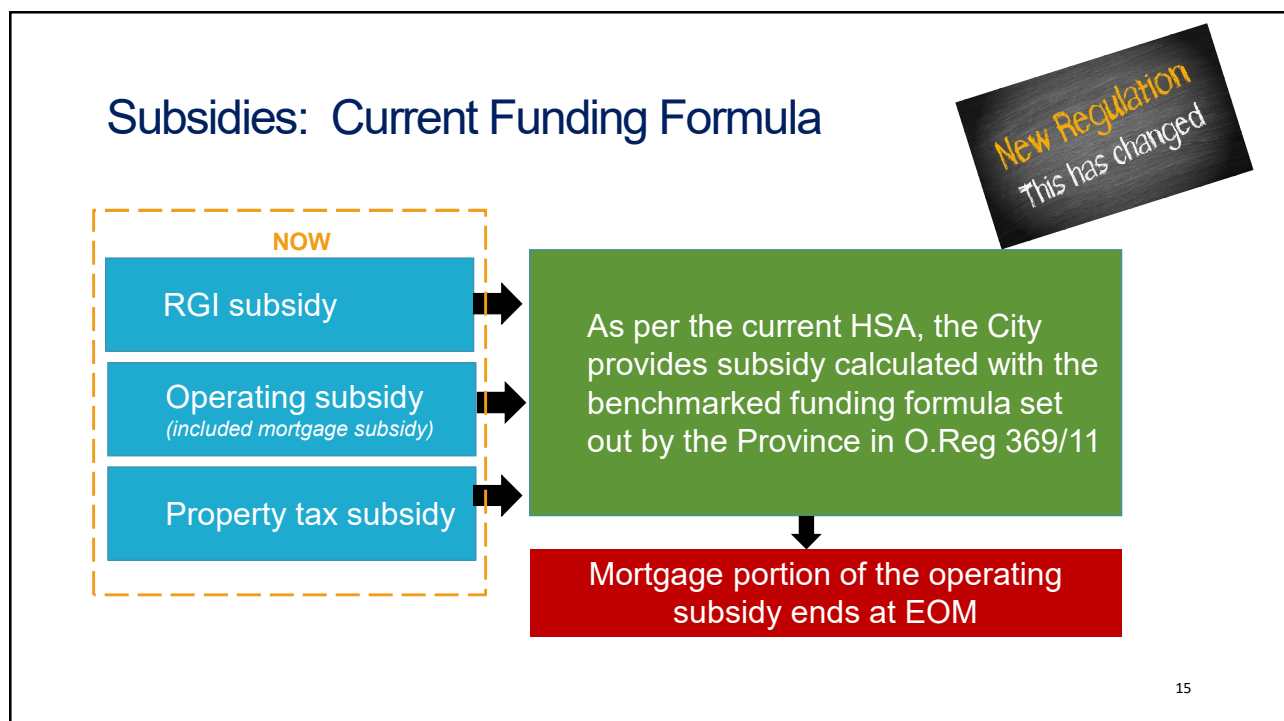 Subsidies: Current Funding Formula
New Regulation
This has changed
NOW
RGI subsidy
Operating subsidy
(included mortgage subsidy)
Property tax subsidy
As per the current HSA, the City
provides subsidy calculated with the
benchmarked funding formula set
out by the Province in O.Reg 369/11
Mortgage portion of the operating
subsidy ends at EOM
15